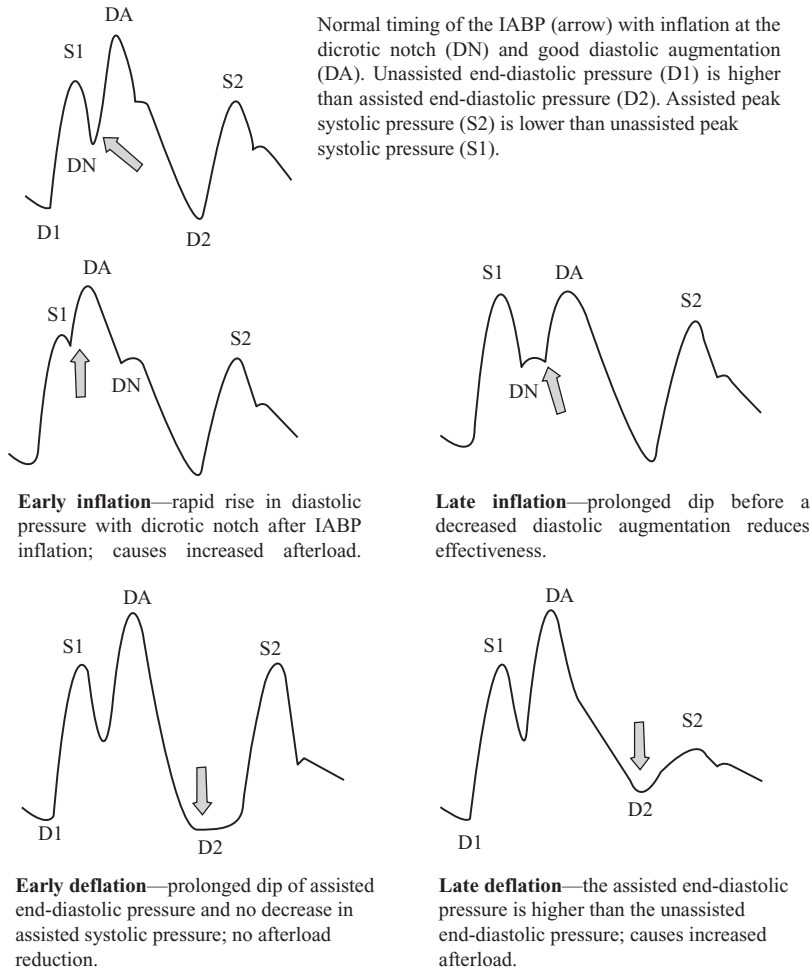 DA
S1
S2
DN
D1
D2
Normal timing of the IABP (arrow) with inflation at the
dicrotic notch (DN) and good diastolic augmentation
(DA). Unassisted end-diastolic pressure (D1) is higher
than assisted end-diastolic pressure (D2). Assisted peak
systolic pressure (S2) is lower than unassisted peak
systolic pressure (S1).
DA
S1
S2
DN
Early inflation—rapid rise in diastolic
pressure with dicrotic notch after IABP
inflation; causes increased afterload.
S1
DA
S2
DN
Late inflation—prolonged dip before a
decreased diastolic augmentation reduces
effectiveness.
DA
S1
S2
D1
D2
Early deflation—prolonged dip of assisted
end-diastolic pressure and no decrease in
assisted systolic pressure; no afterload
reduction.
DA
S1
S2
D2
D1
Late deflation—the assisted end-diastolic
pressure is higher than the unassisted
end-diastolic pressure; causes increased
afterload.